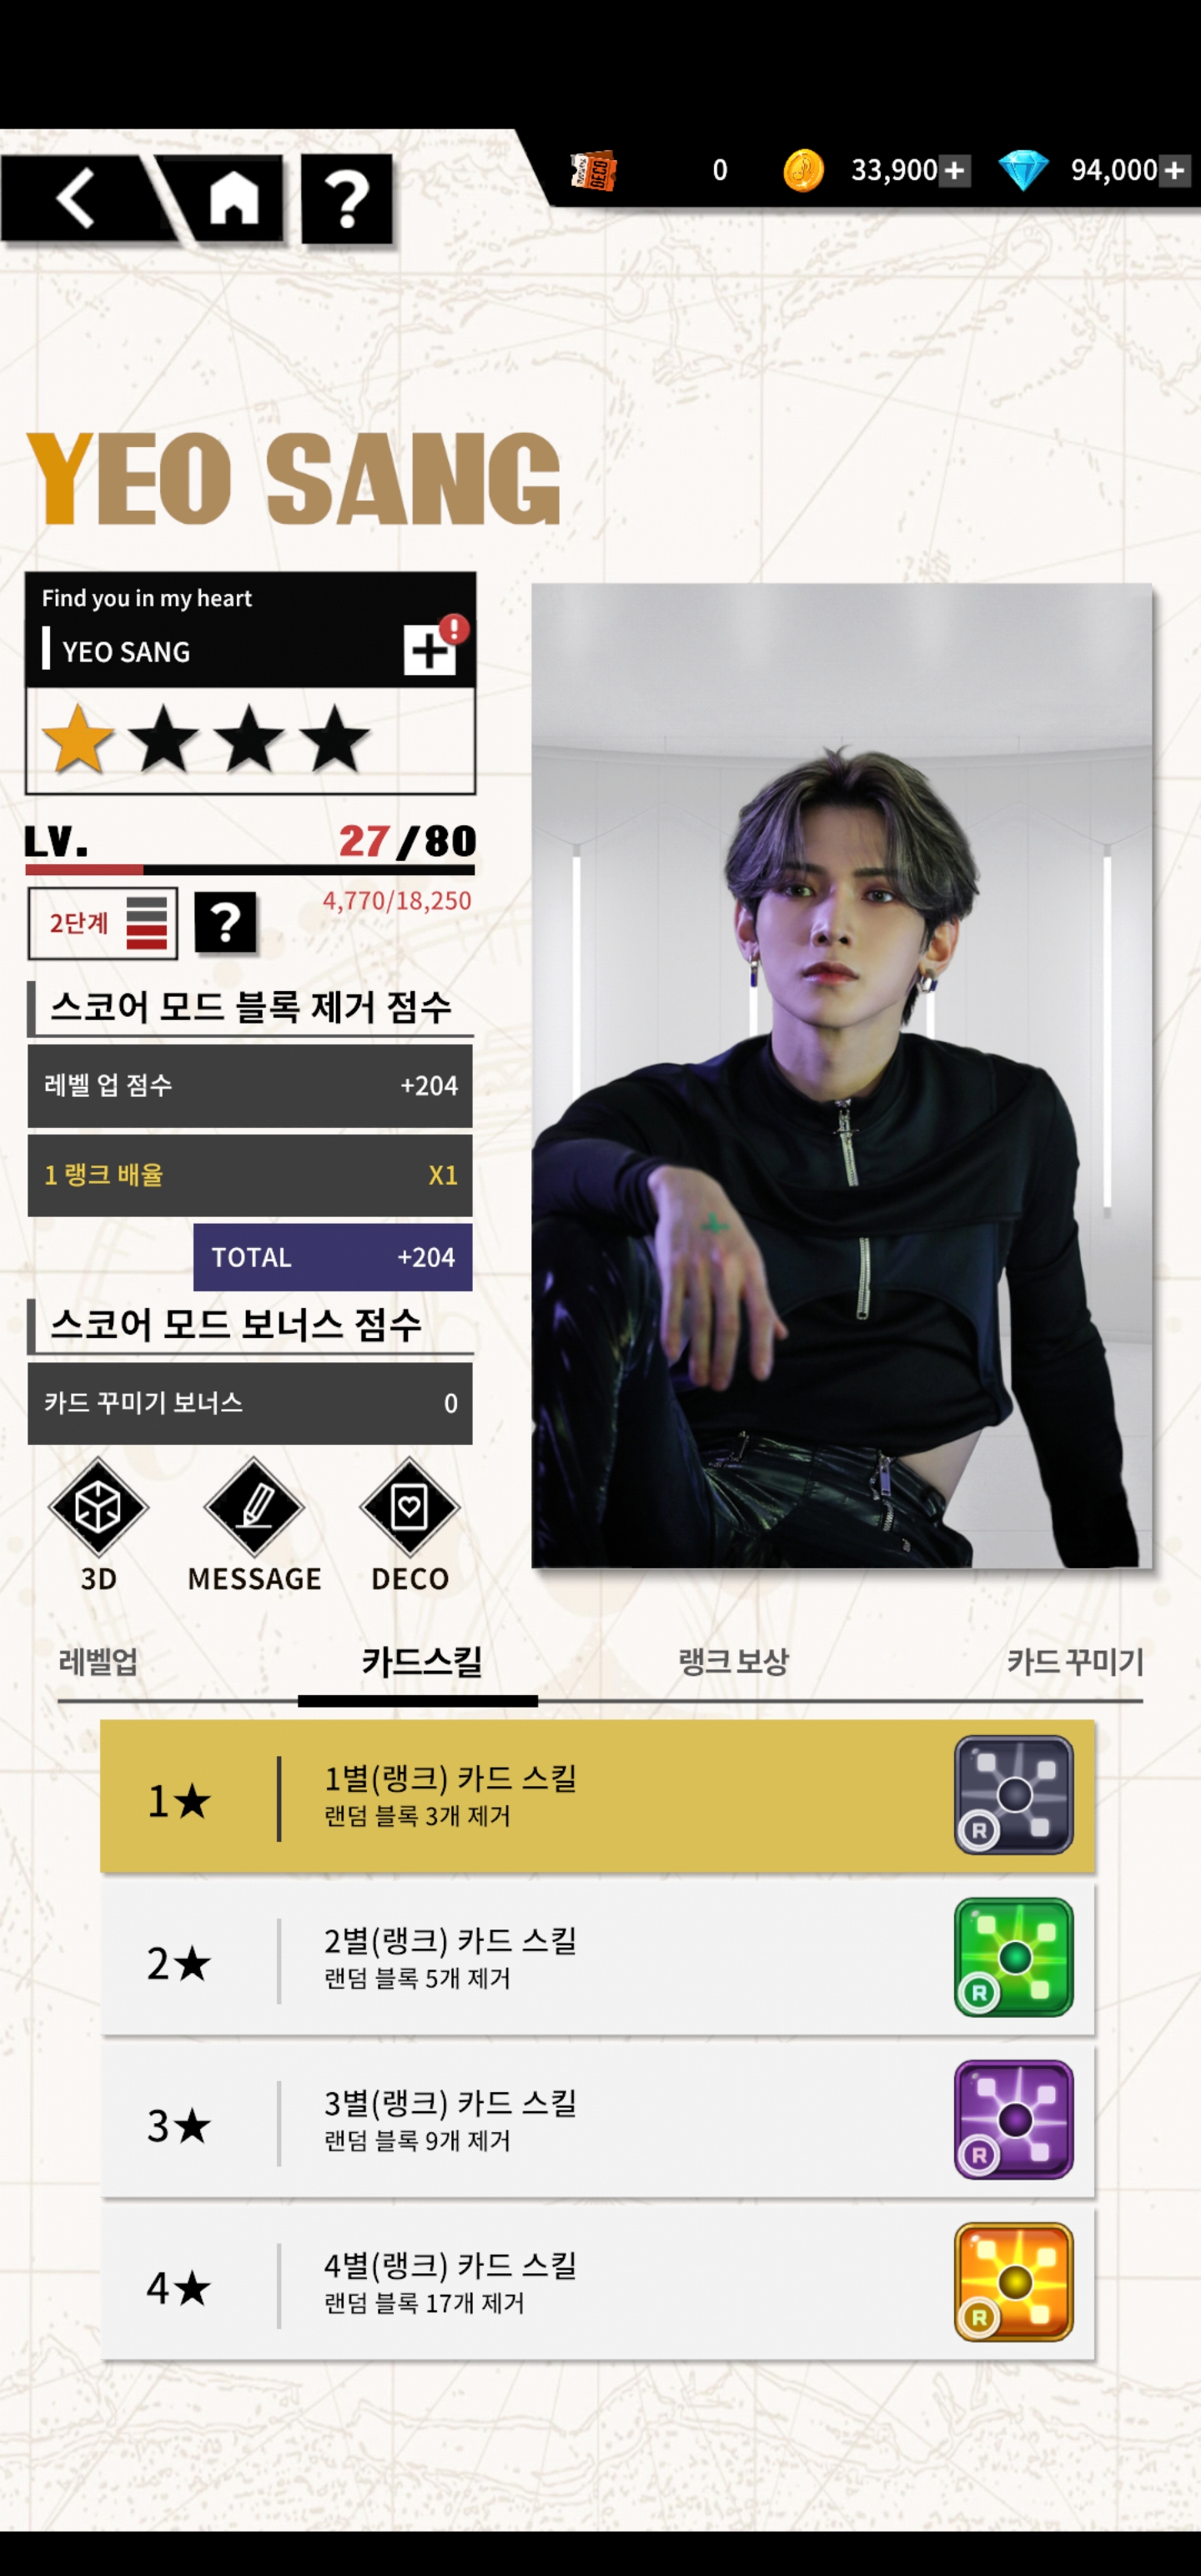 0 33,900 94,000
YEO SANG
Find you in my heart
YEO SANG
LV. 27/80
4,770/18,250
2단계
스코어 모드 블록 제거 점수
레벨 업 점수 +204
1 랭크 배율 X1
TOTAL +204
스코어 모드 보너스 점수
카드 꾸미기 보너스 0
3D MESSAGE DECO
레벨업 카드스킬 랭크 보상 카드 꾸미기
1★ 1별(랭크) 카드 스킬
랜덤 블록 3개 제거
R
2★ 2별(랭크) 카드 스킬
랜덤 블록 5개 제거
R
3★ 3별(랭크) 카드 스킬
랜덤 블록 9개 제거
R
4★ 4별(랭크) 카드 스킬
랜덤 블록 17개 제거
R